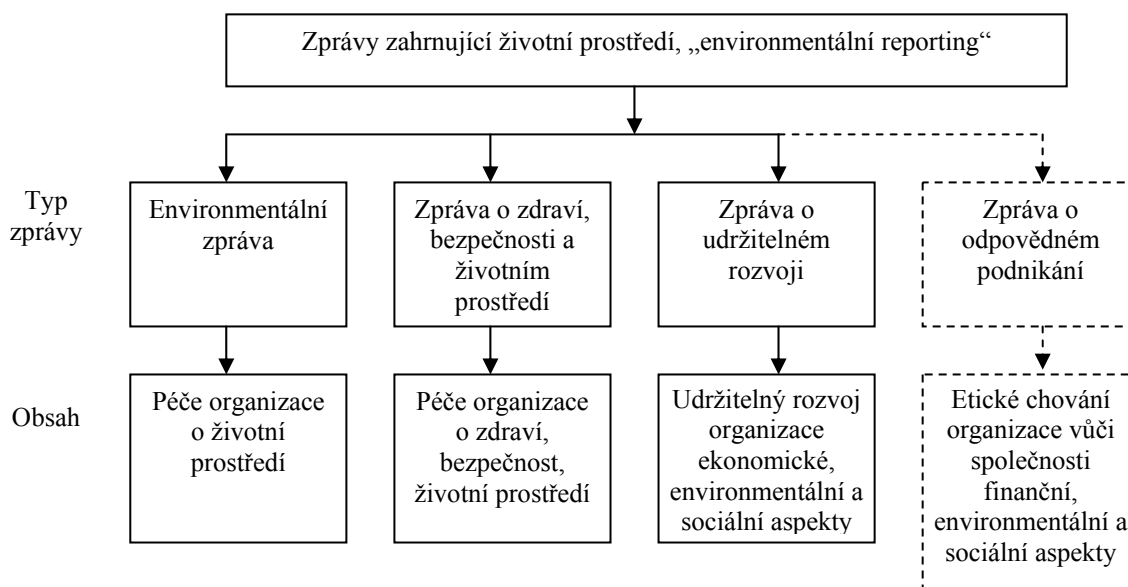 Zprávy zahrnující životní prostředí, „environmentální reporting“
Typ
zprávy
Environmentální
zpráva
Zpráva o zdraví,
bezpečnosti a
životním
prostředí
Zpráva o
udržitelném
rozvoji
Zpráva o
odpovědném
podnikání
Obsah
Péče organizace
o životní
prostředí
Péče organizace
o zdraví,
bezpečnost,
životní prostředí
Udržitelný rozvoj
organizace
ekonomické,
environmentální a
sociální aspekty
Etické chování
organizace vůči
společnosti
finanční,
environmentální a
sociální aspekty